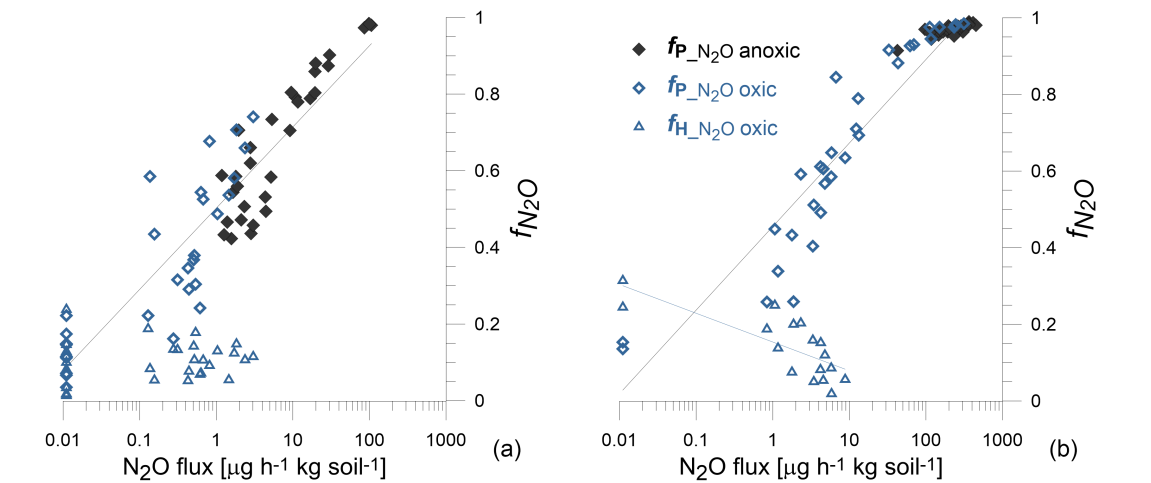 1
0.8
0.6
0.4
0.2
0
fN₂O
0.01 0.1 1 10 100 1000
N₂O flux [µg h⁻¹ kg soil⁻¹]
(a)
fP_N₂O anoxic
fP_N₂O oxic
fH_N₂O oxic
1
0.8
0.6
0.4
0.2
0
fN₂O
0.01 0.1 1 10 100 1000
N₂O flux [µg h⁻¹ kg soil⁻¹]
(b)